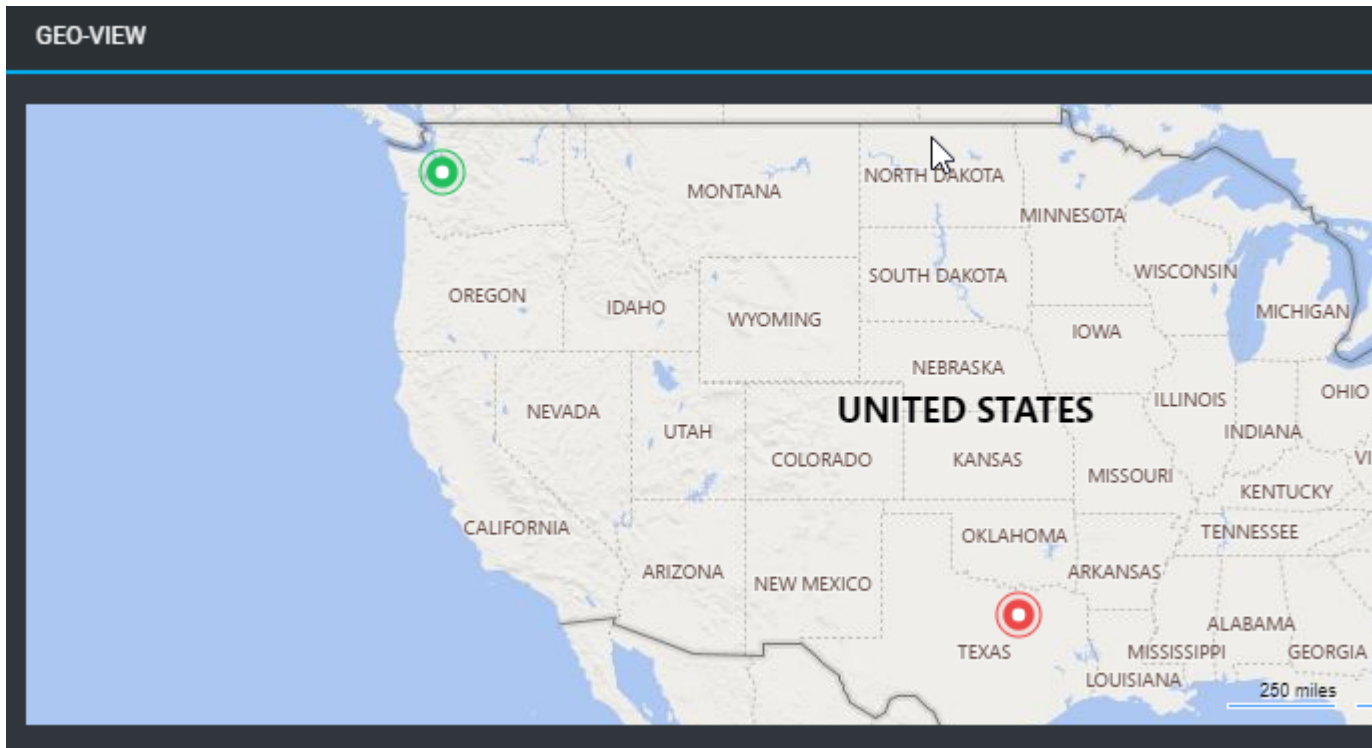 GEO-VIEW
MONTANA
NORTH DAKOTA
MINNESOTA
SOUTH DAKOTA
WISCONSIN
OREGON
IDAHO
WYOMING
MICHIGAN
IOWA
NEBRASKA
OHIO
ILLINOIS
UNITED STATES
NEVADA
UTAH
INDIANA
COLORADO
KANSAS
VI
MISSOURI
KENTUCKY
CALIFORNIA
OKLAHOMA
TENNESSEE
ARIZONA
NEW MEXICO
ARKANSAS
ALABAMA
TEXAS
MISSISSIPPI
GEORGIA
LOUISIANA
250 miles